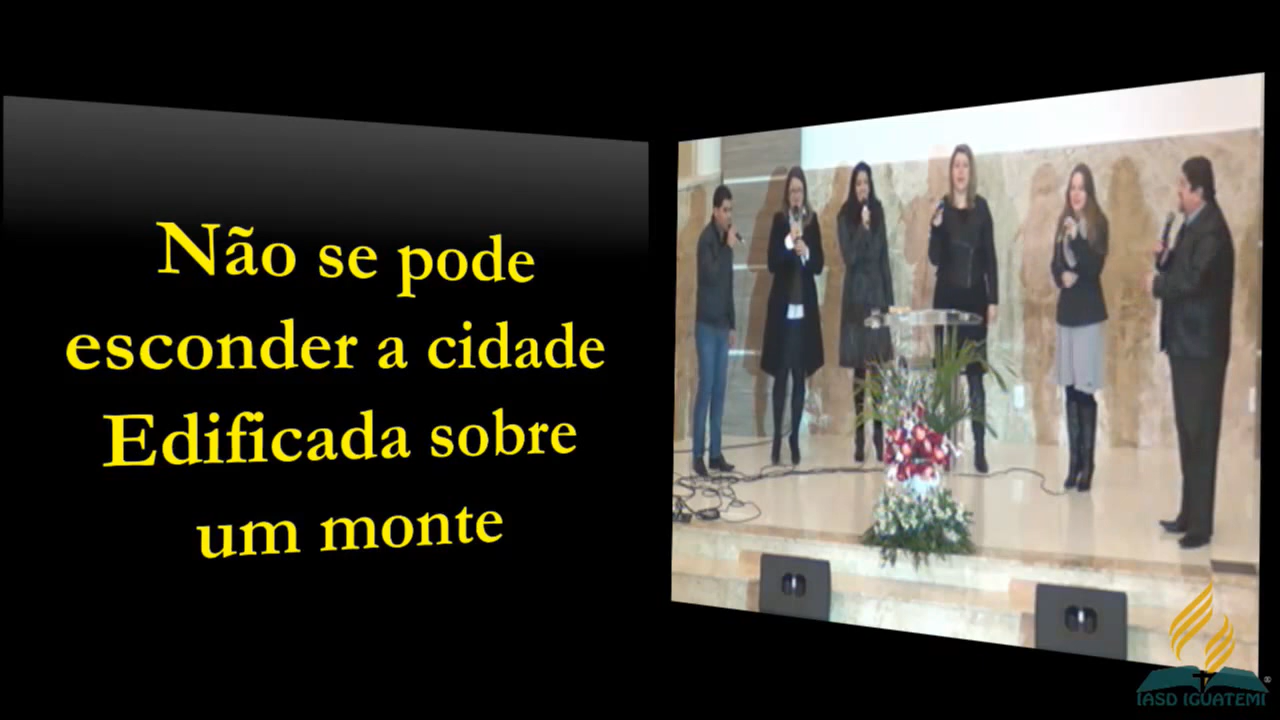 Não se pode
esconder a cidade
Edificada sobre
um monte
IASD IGUATEMI